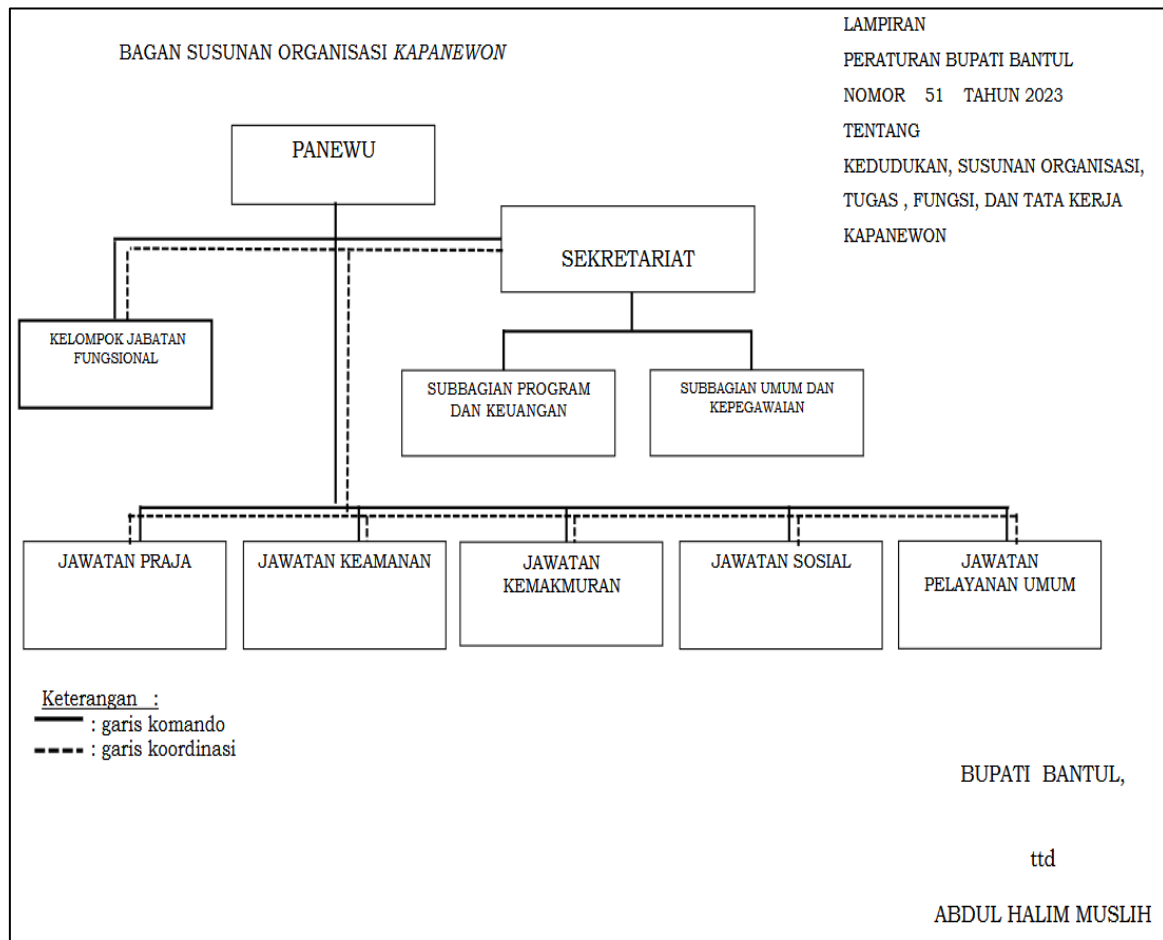 BAGAN SUSUNAN ORGANISASI KAPANEWON
LAMPIRAN
PERATURAN BUPATI BANTUL
NOMOR 51 TAHUN 2023
TENTANG
KEDUDUKAN, SUSUNAN ORGANISASI,
TUGAS , FUNGSI, DAN TATA KERJA
KAPANEWON
PANEWU
SEKRETARIAT
KELOMPOK JABATAN
FUNGSIONAL
SUBBAGIAN PROGRAM
DAN KEUANGAN
SUBBAGIAN UMUM DAN
KEPEGAWAIAN
JAWATAN PRAJA
JAWATAN KEAMANAN
JAWATAN
KEMAKMURAN
JAWATAN SOSIAL
JAWATAN
PELAYANAN UMUM
Keterangan :
: garis komando
: garis koordinasi
BUPATI BANTUL,
ttd
ABDUL HALIM MUSLIH